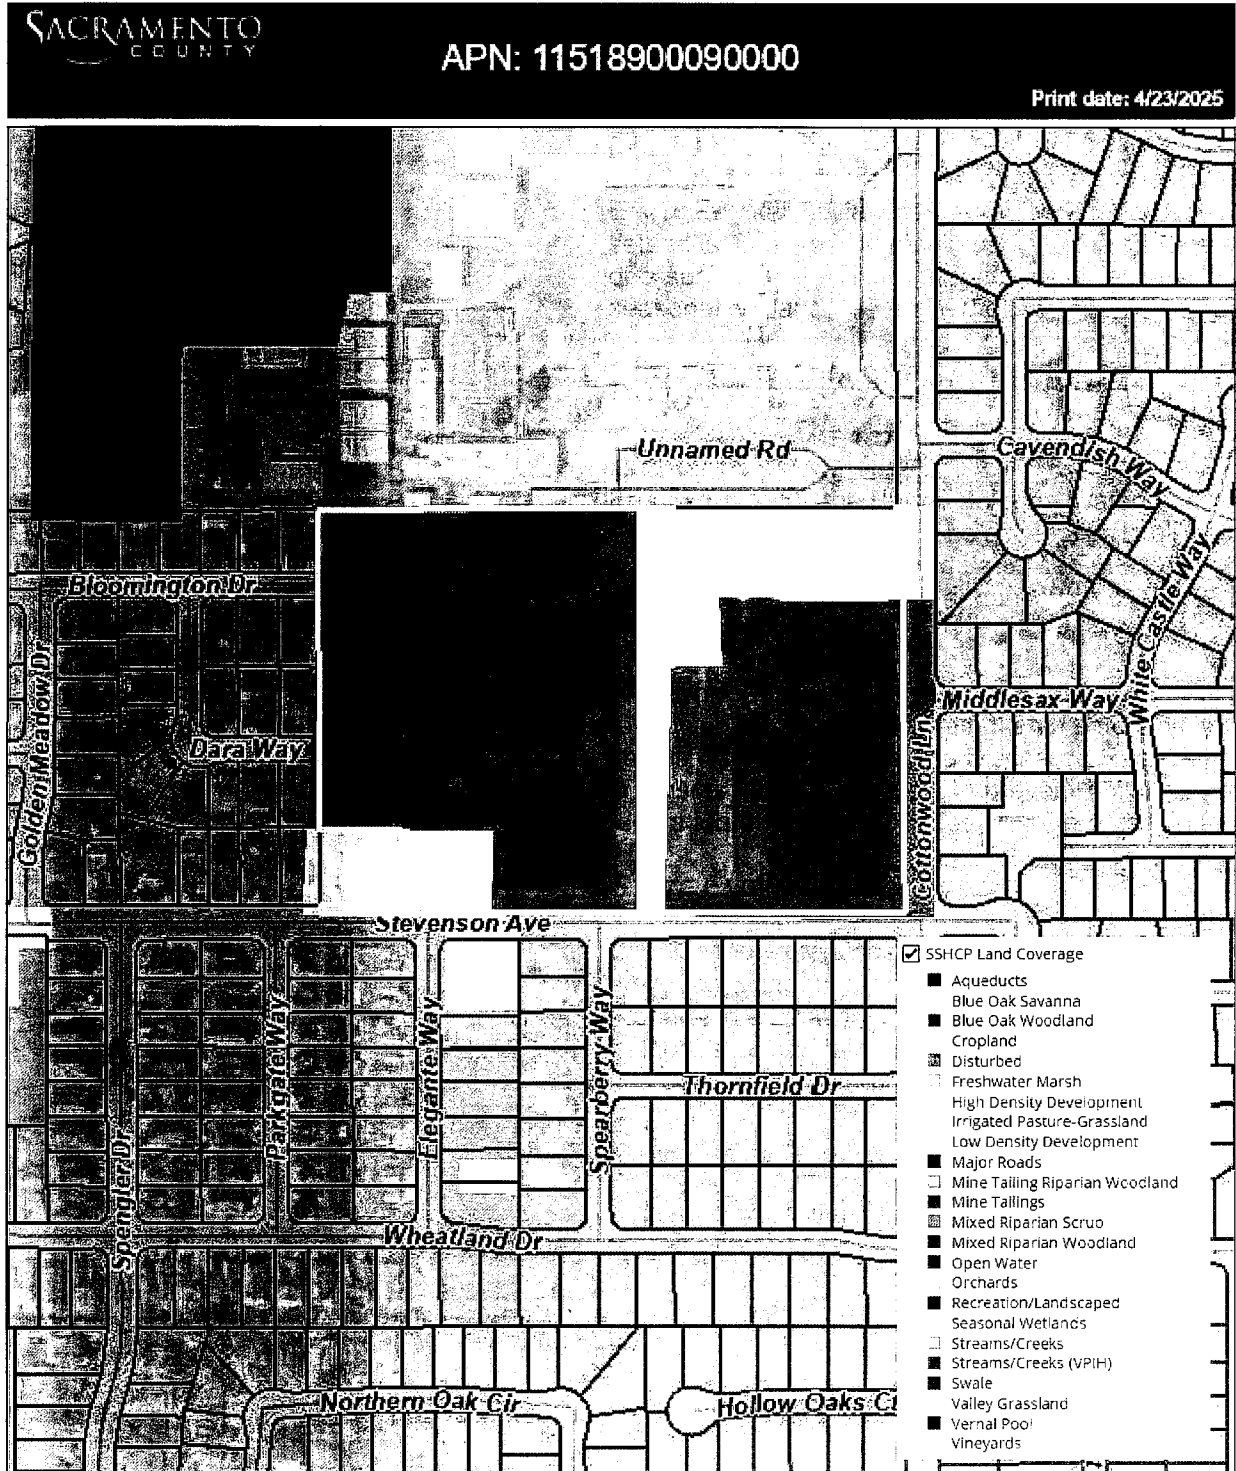 SACRAMENTO
COUNTY
APN: 11518900090000
Print date: 4/23/2025
Unnamed Rd
Cavendish Way
Bloomington Dr
White Castle Way
Golden Meadow Dr
Middlesax Way
Dara Way
Cottonwood Ln
Stevenson Ave
Spengler Dr
Parkgate Way
Elegante Way
Spearberry Way
Thornfield Dr
Wheatland Dr
Northern Oak Cir
Hollow Oaks Ct
SSHCP Land Coverage
Aqueducts
Blue Oak Savanna
Blue Oak Woodland
Cropland
Disturbed
Freshwater Marsh
High Density Development
Irrigated Pasture-Grassland
Low Density Development
Major Roads
Mine Tailing Riparian Woodland
Mine Tailings
Mixed Riparian Scrub
Mixed Riparian Woodland
Open Water
Orchards
Recreation/Landscaped
Seasonal Wetlands
Streams/Creeks
Streams/Creeks (VPIH)
Swale
Valley Grassland
Vernal Pool
Vineyards